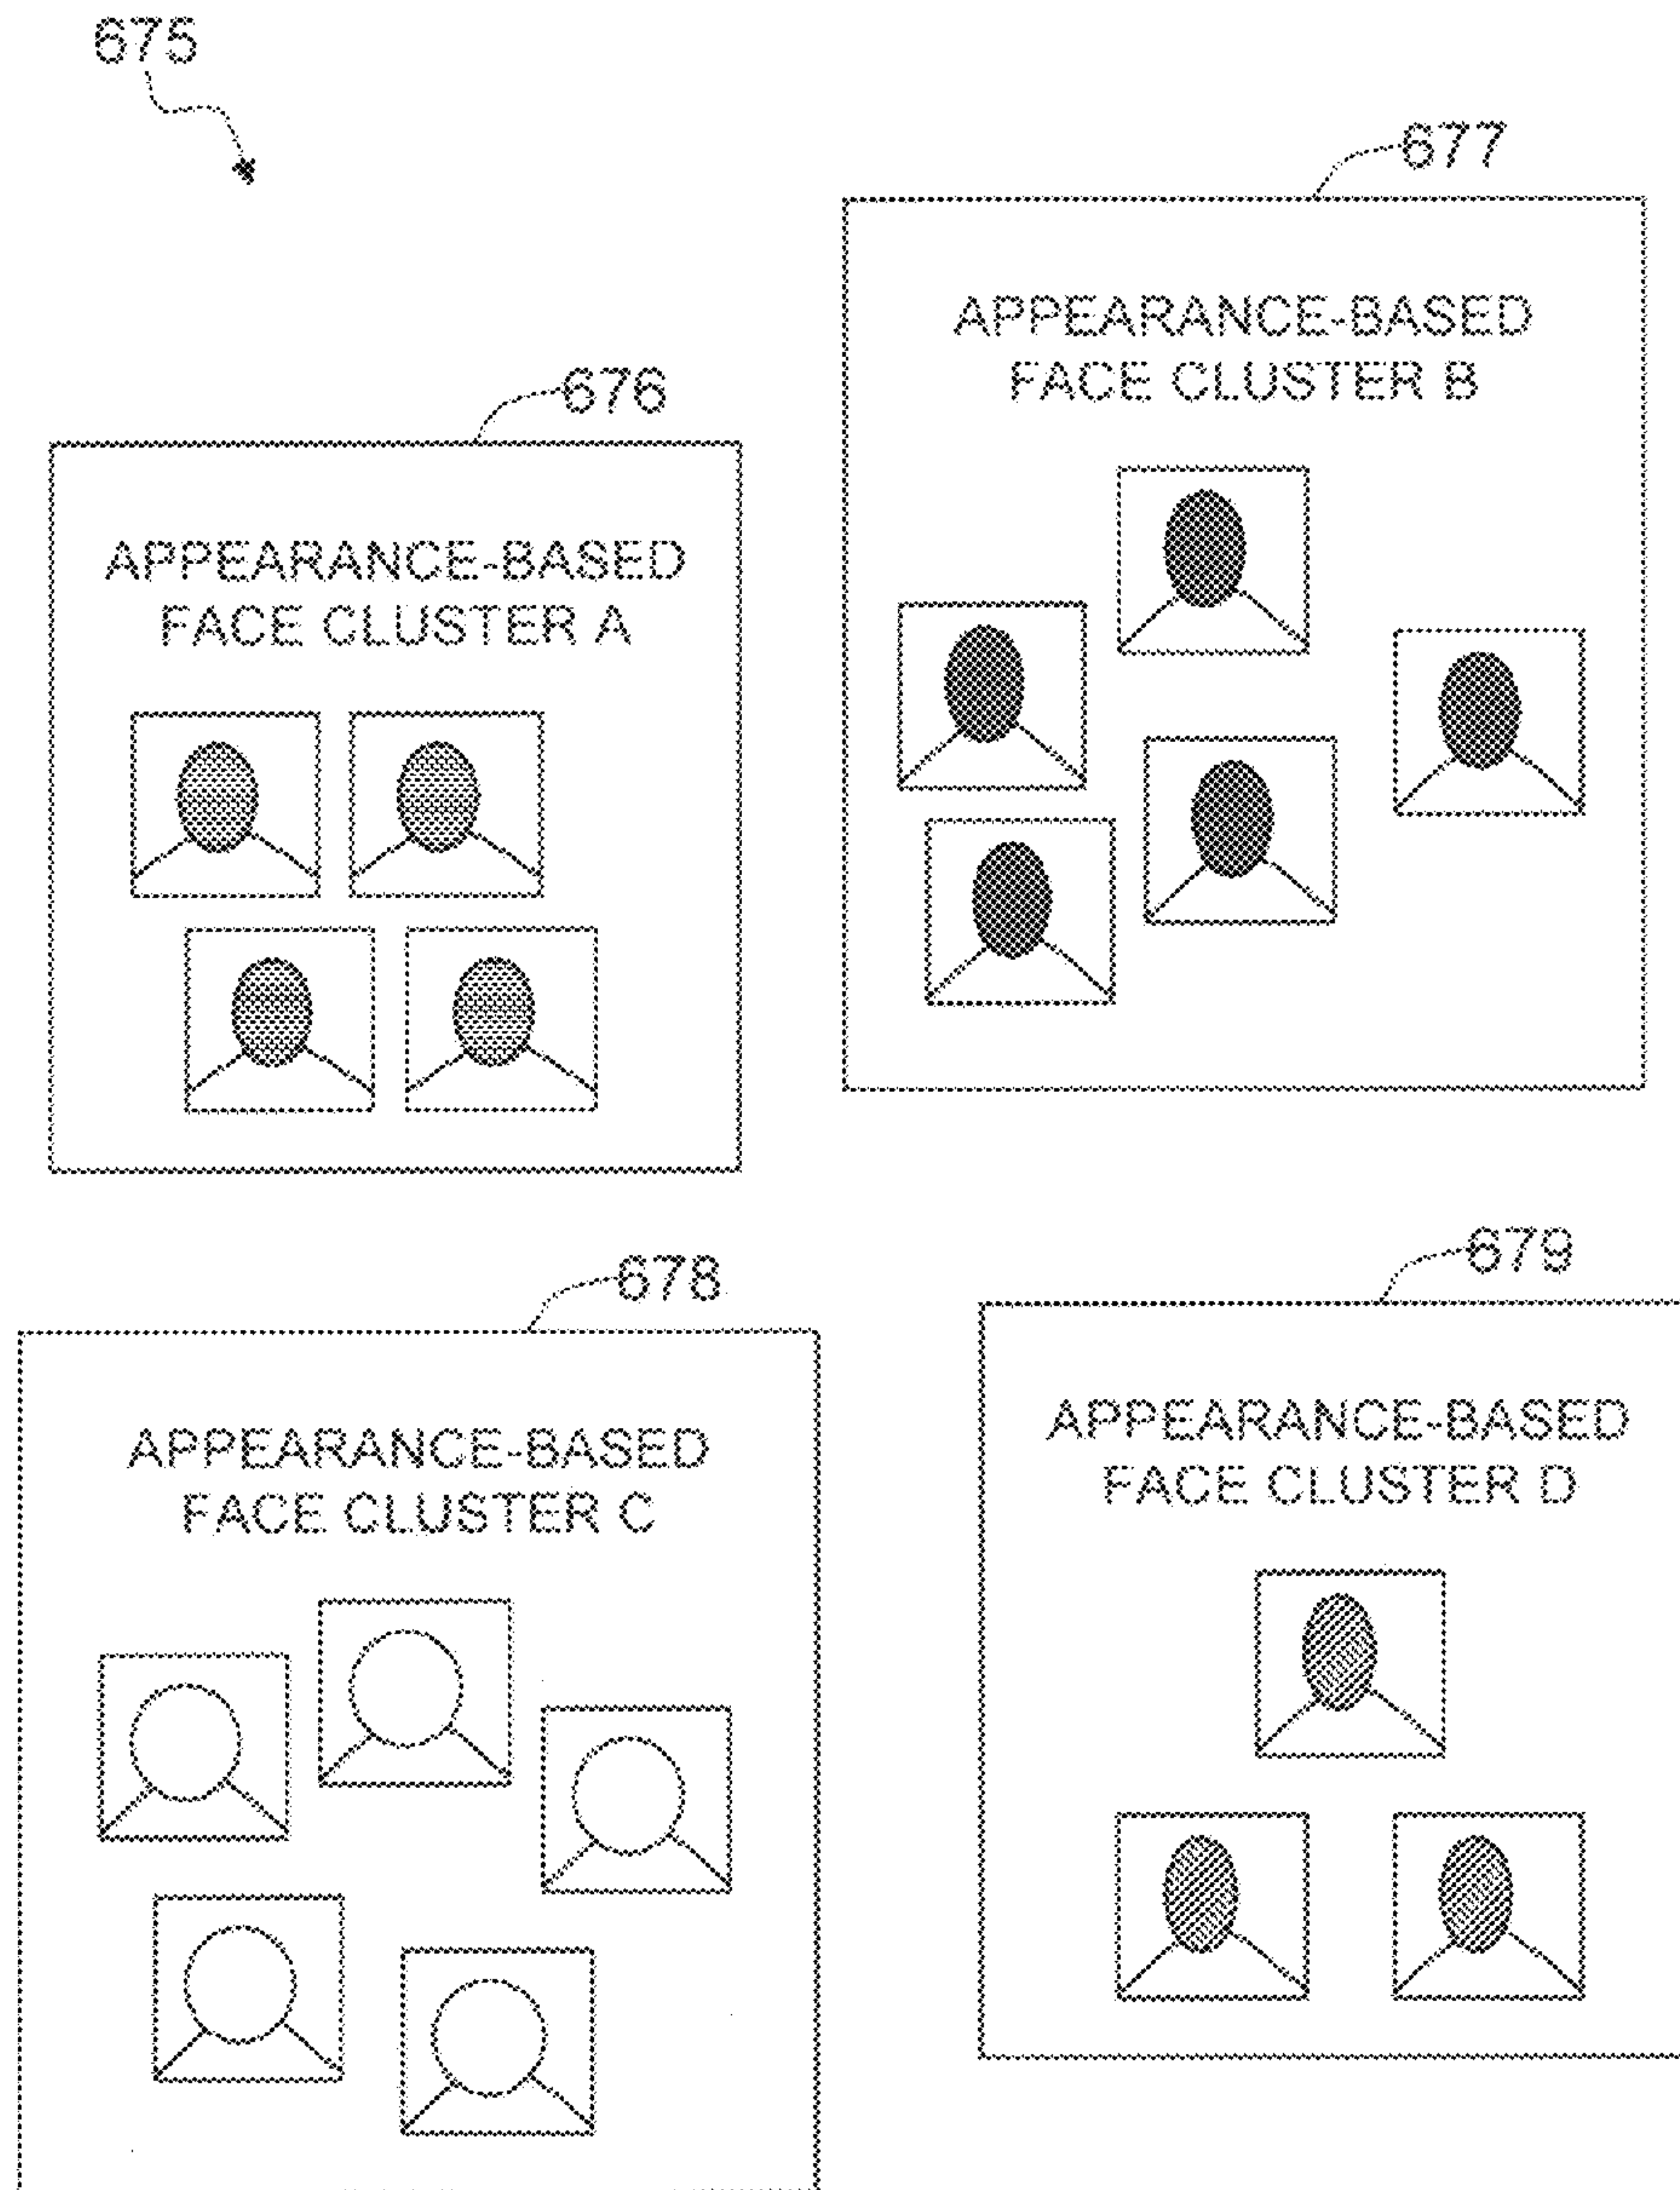 675
677
APPEARANCE-BASED
FACE CLUSTER B
676
APPEARANCE-BASED
FACE CLUSTER A
678
APPEARANCE-BASED
FACE CLUSTER C
679
APPEARANCE-BASED
FACE CLUSTER D